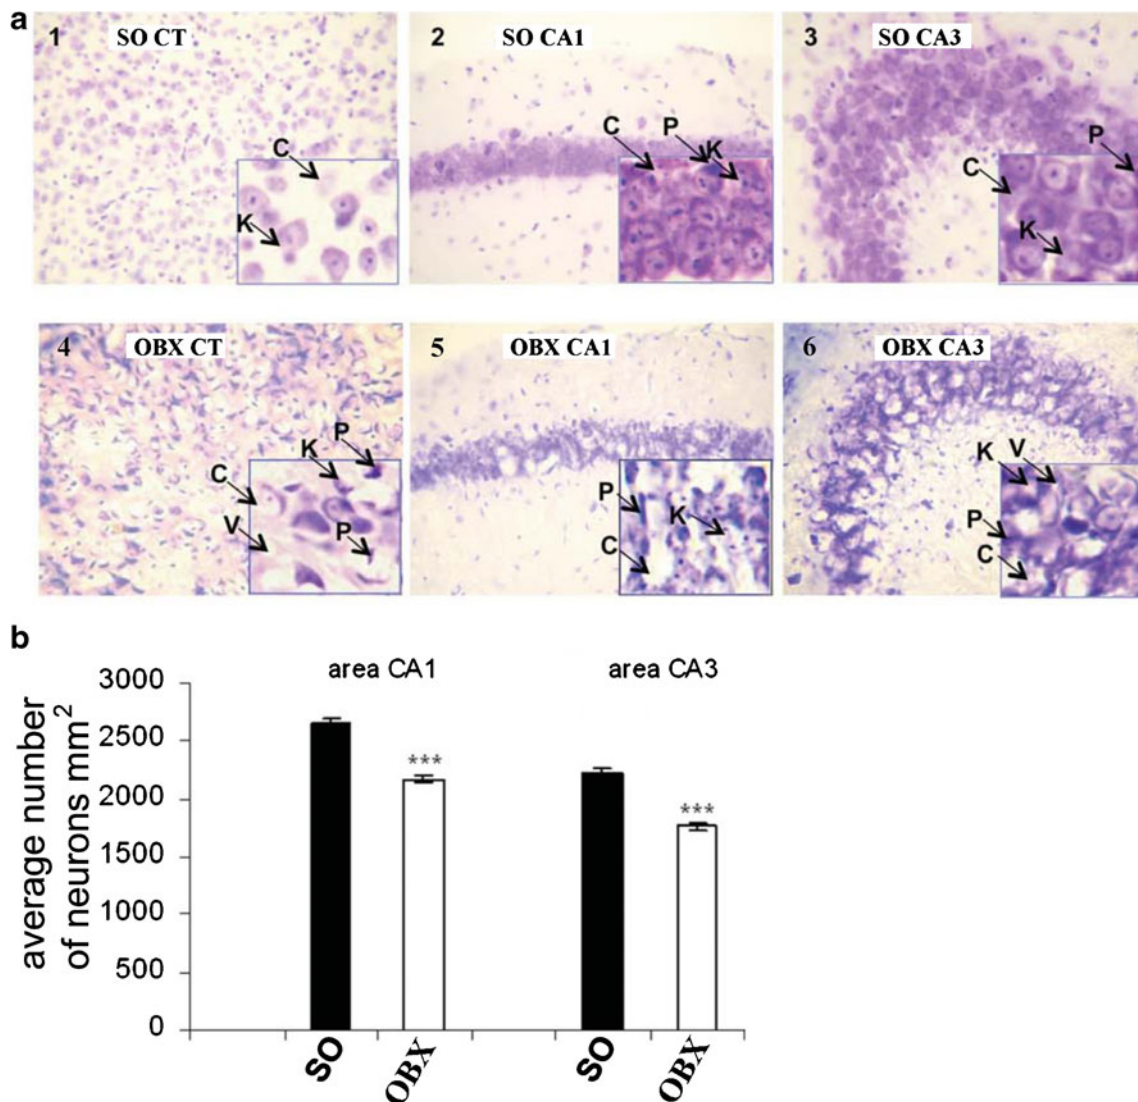 a
1 SO CT
2 SO CA1
3 SO CA3
C
K
C
P
K
P
C
K
4 OBX CT
5 OBX CA1
6 OBX CA3
P
K
C
V
P
P
K
C
V
K
P
C
b
area CA1
area CA3
average number
of neurons mm²
3000
2500
2000
1500
1000
500
0
***
***
SO
OBX
SO
OBX